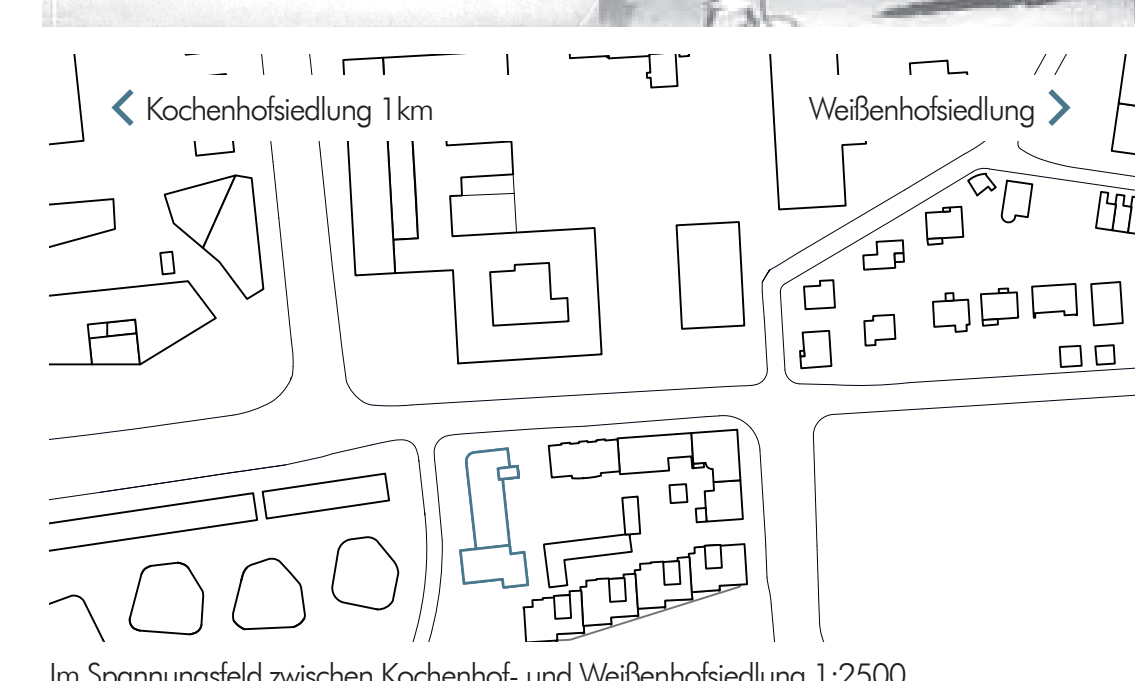 Kochenhofsiedlung 1km
Weißenhofsiedlung
Im Spannungsfeld zwischen Kochenhof- und Weißenhofsiedlung 1:2500